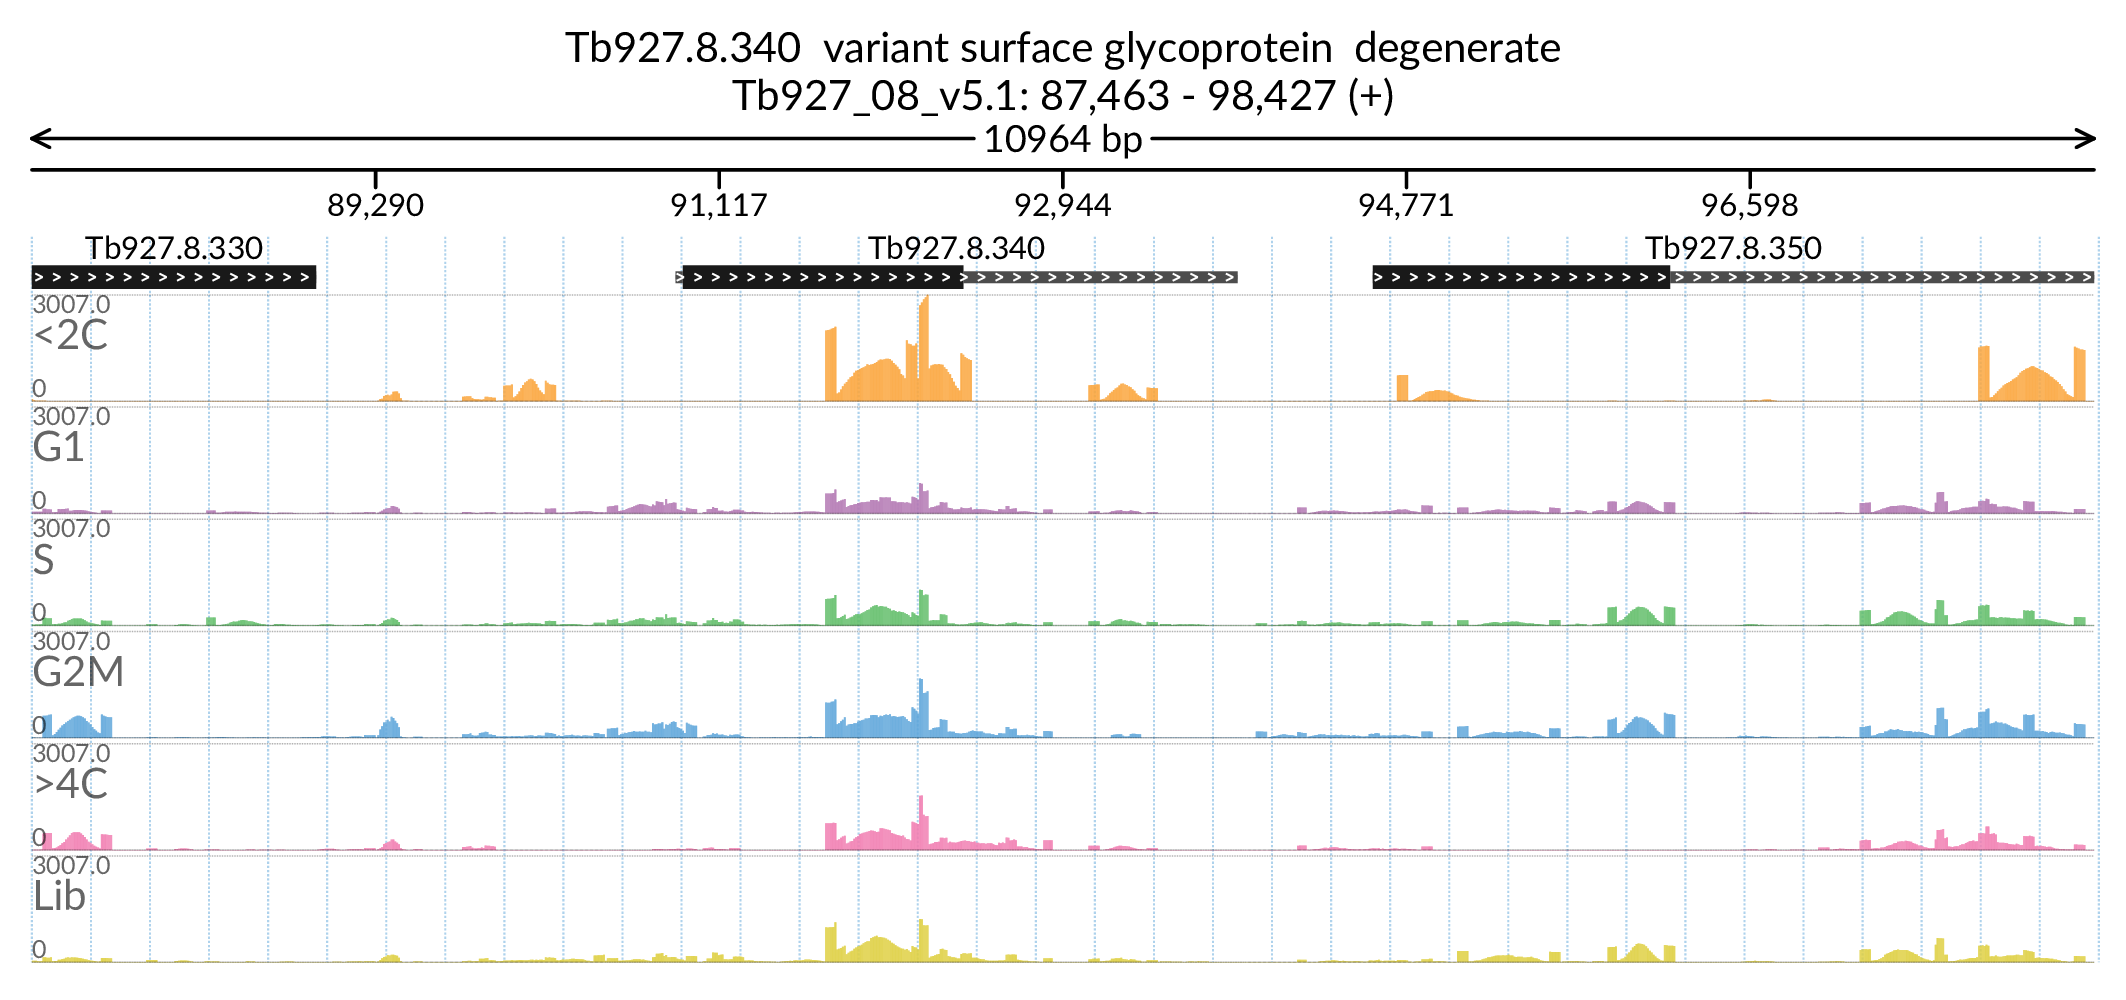 Tb927.8.340 variant surface glycoprotein degenerate
Tb927_08_v5.1: 87,463 - 98,427 (+)
10964 bp
89,290 91,117 92,944 94,771 96,598
Tb927.8.330 Tb927.8.340 Tb927.8.350
3007.0
<2C
0
3007.0
G1
0
3007.0
S
0
3007.0
G2M
0
3007.0
>4C
0
3007.0
Lib
0